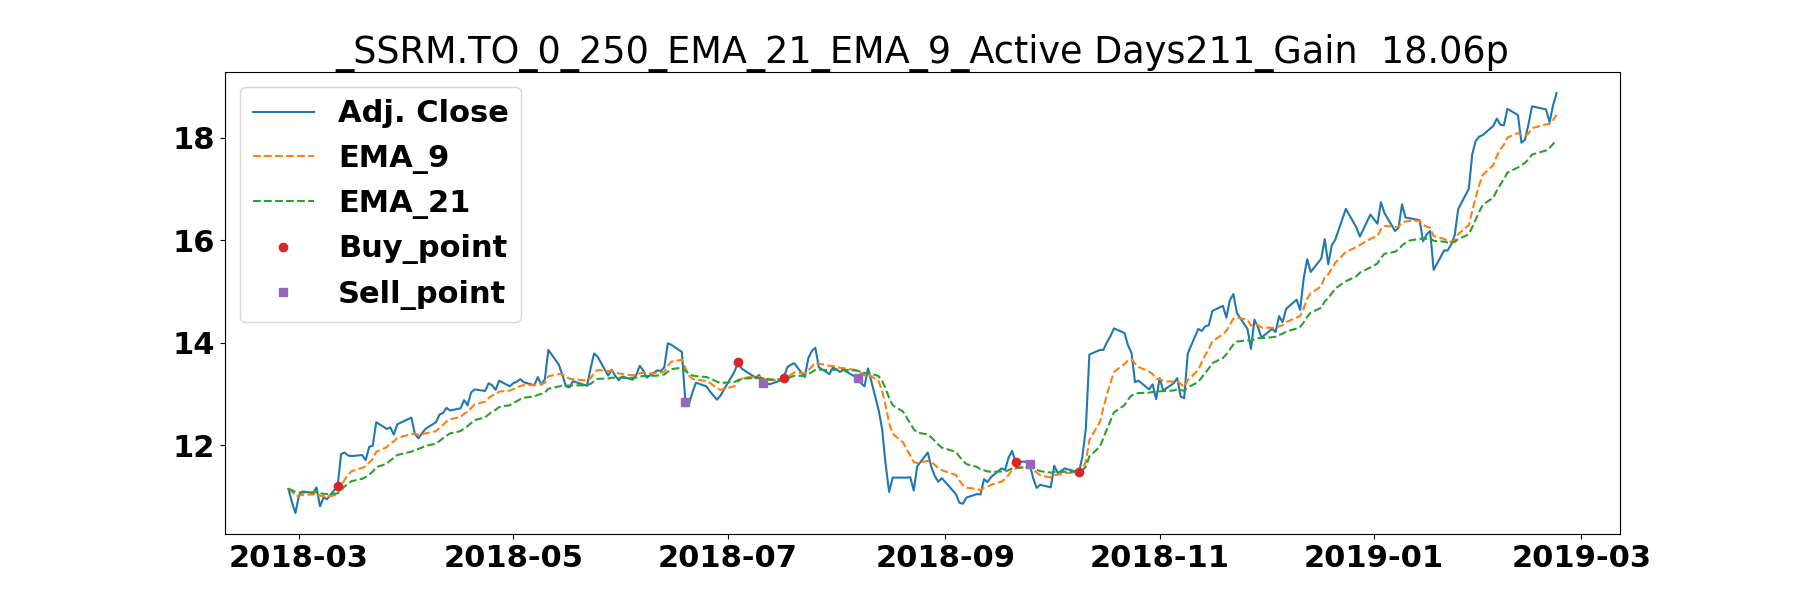 _SSRM.TO_0_250_EMA_21_EMA_9_Active Days211_Gain  18.06p
Adj. Close
EMA_9
EMA_21
Buy_point
Sell_point
18
16
14
12
2018-03 2018-05 2018-07 2018-09 2018-11 2019-01 2019-03